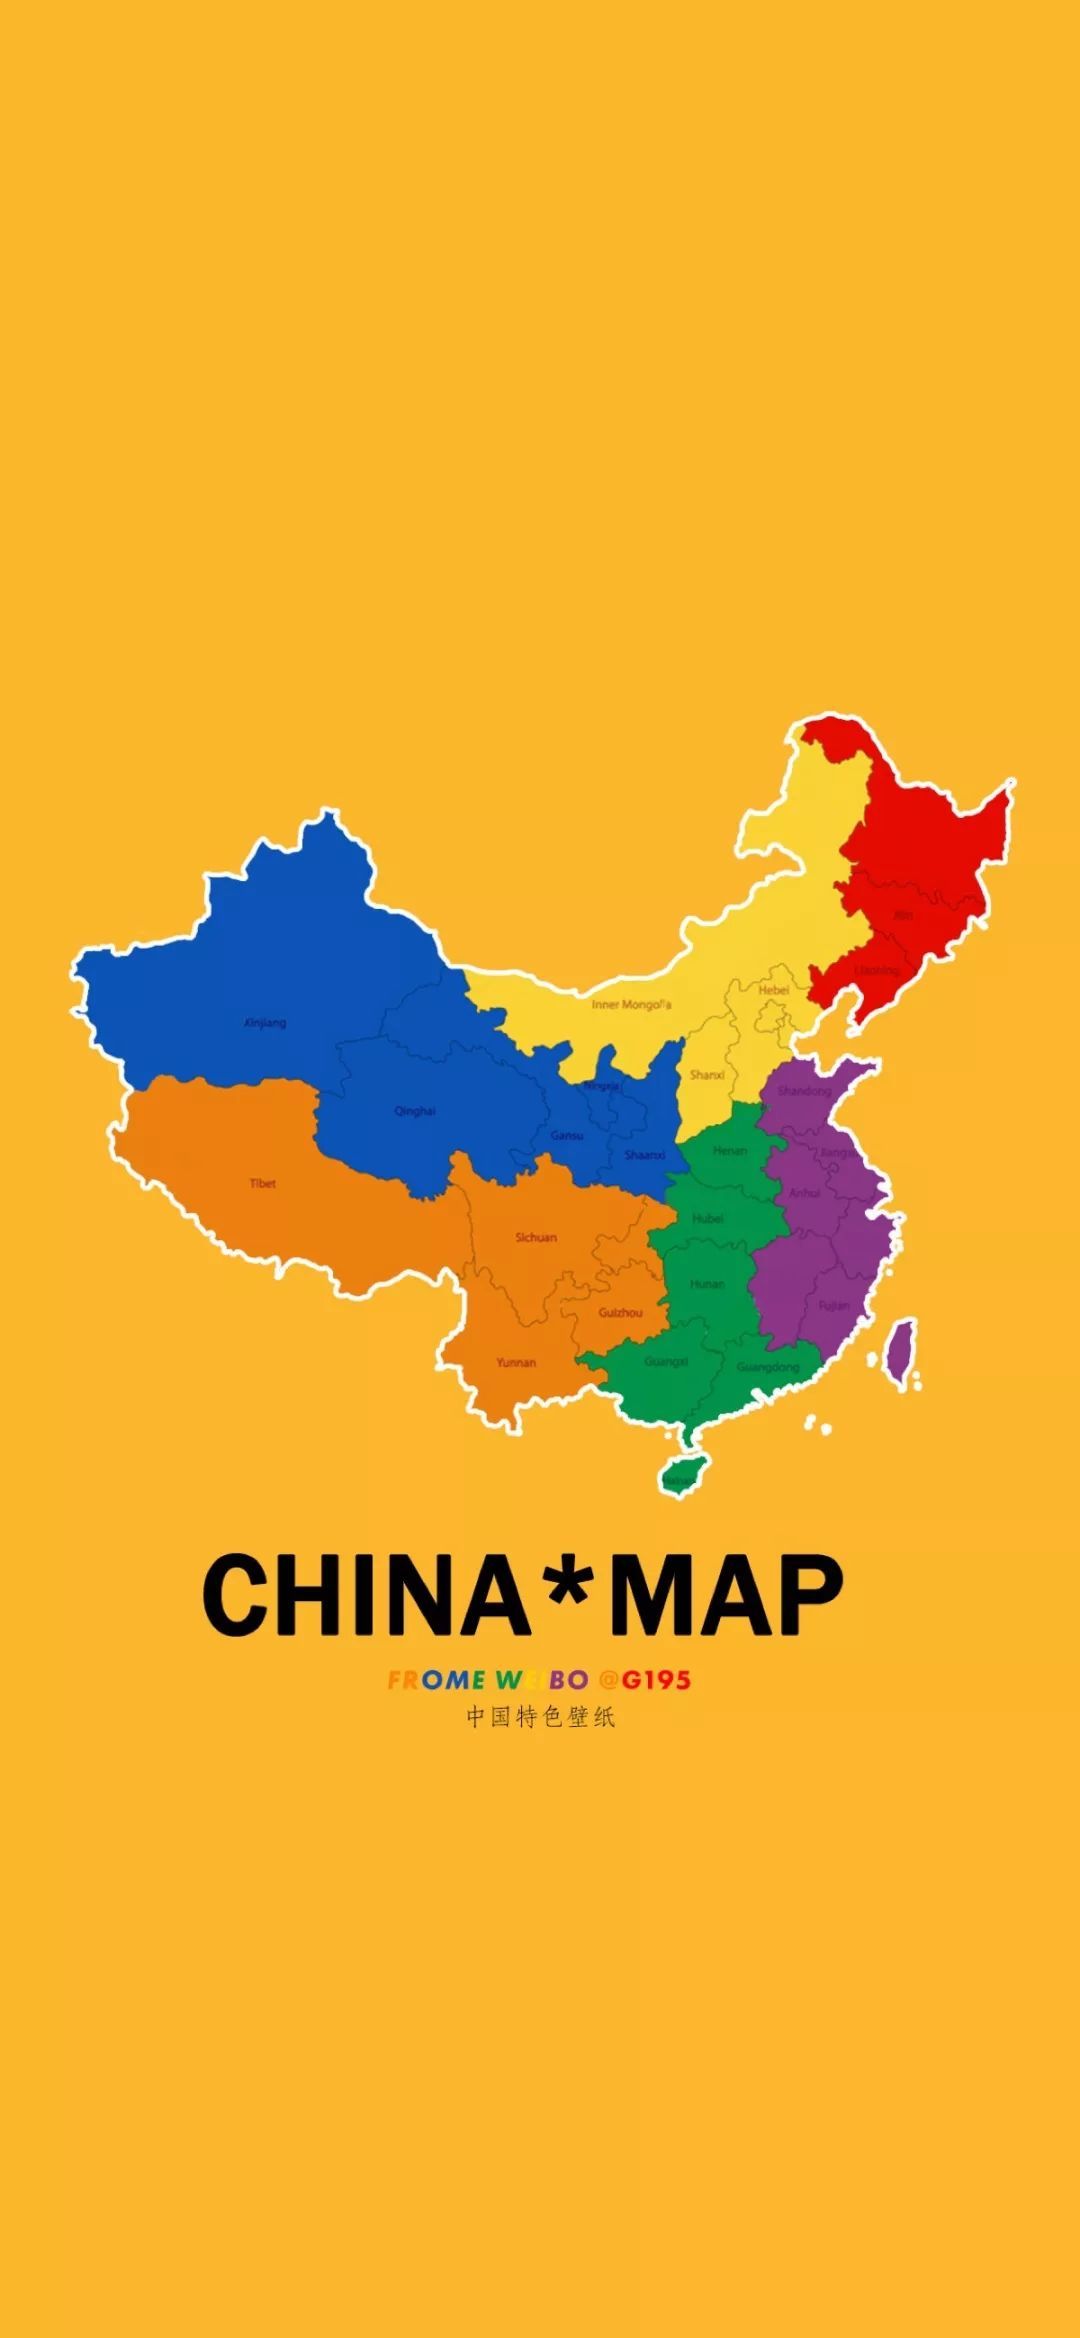 Jilin
Liaoning
Hebei
Inner Mongolia
Xinjiang
Shanxi
Ningxia
Shandong
Qinghai
Gansu
Shaanxi
Henan
Jiangsu
Tibet
Anhui
Hubei
Sichuan
Hunan
Fujian
Guizhou
Yunnan
Guangxi
Guangdong
Hainan
CHINA*MAP
FROME WEIBO @G195
中国特色壁纸